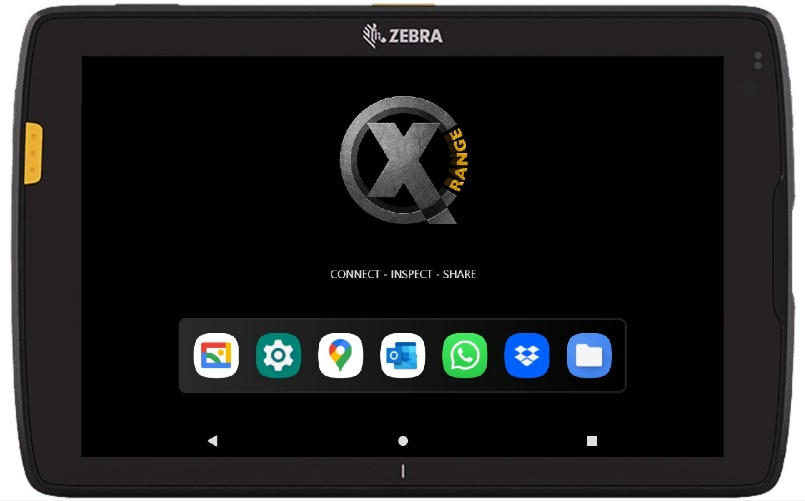 ZEBRA
X
RANGE
CONNECT - INSPECT - SHARE